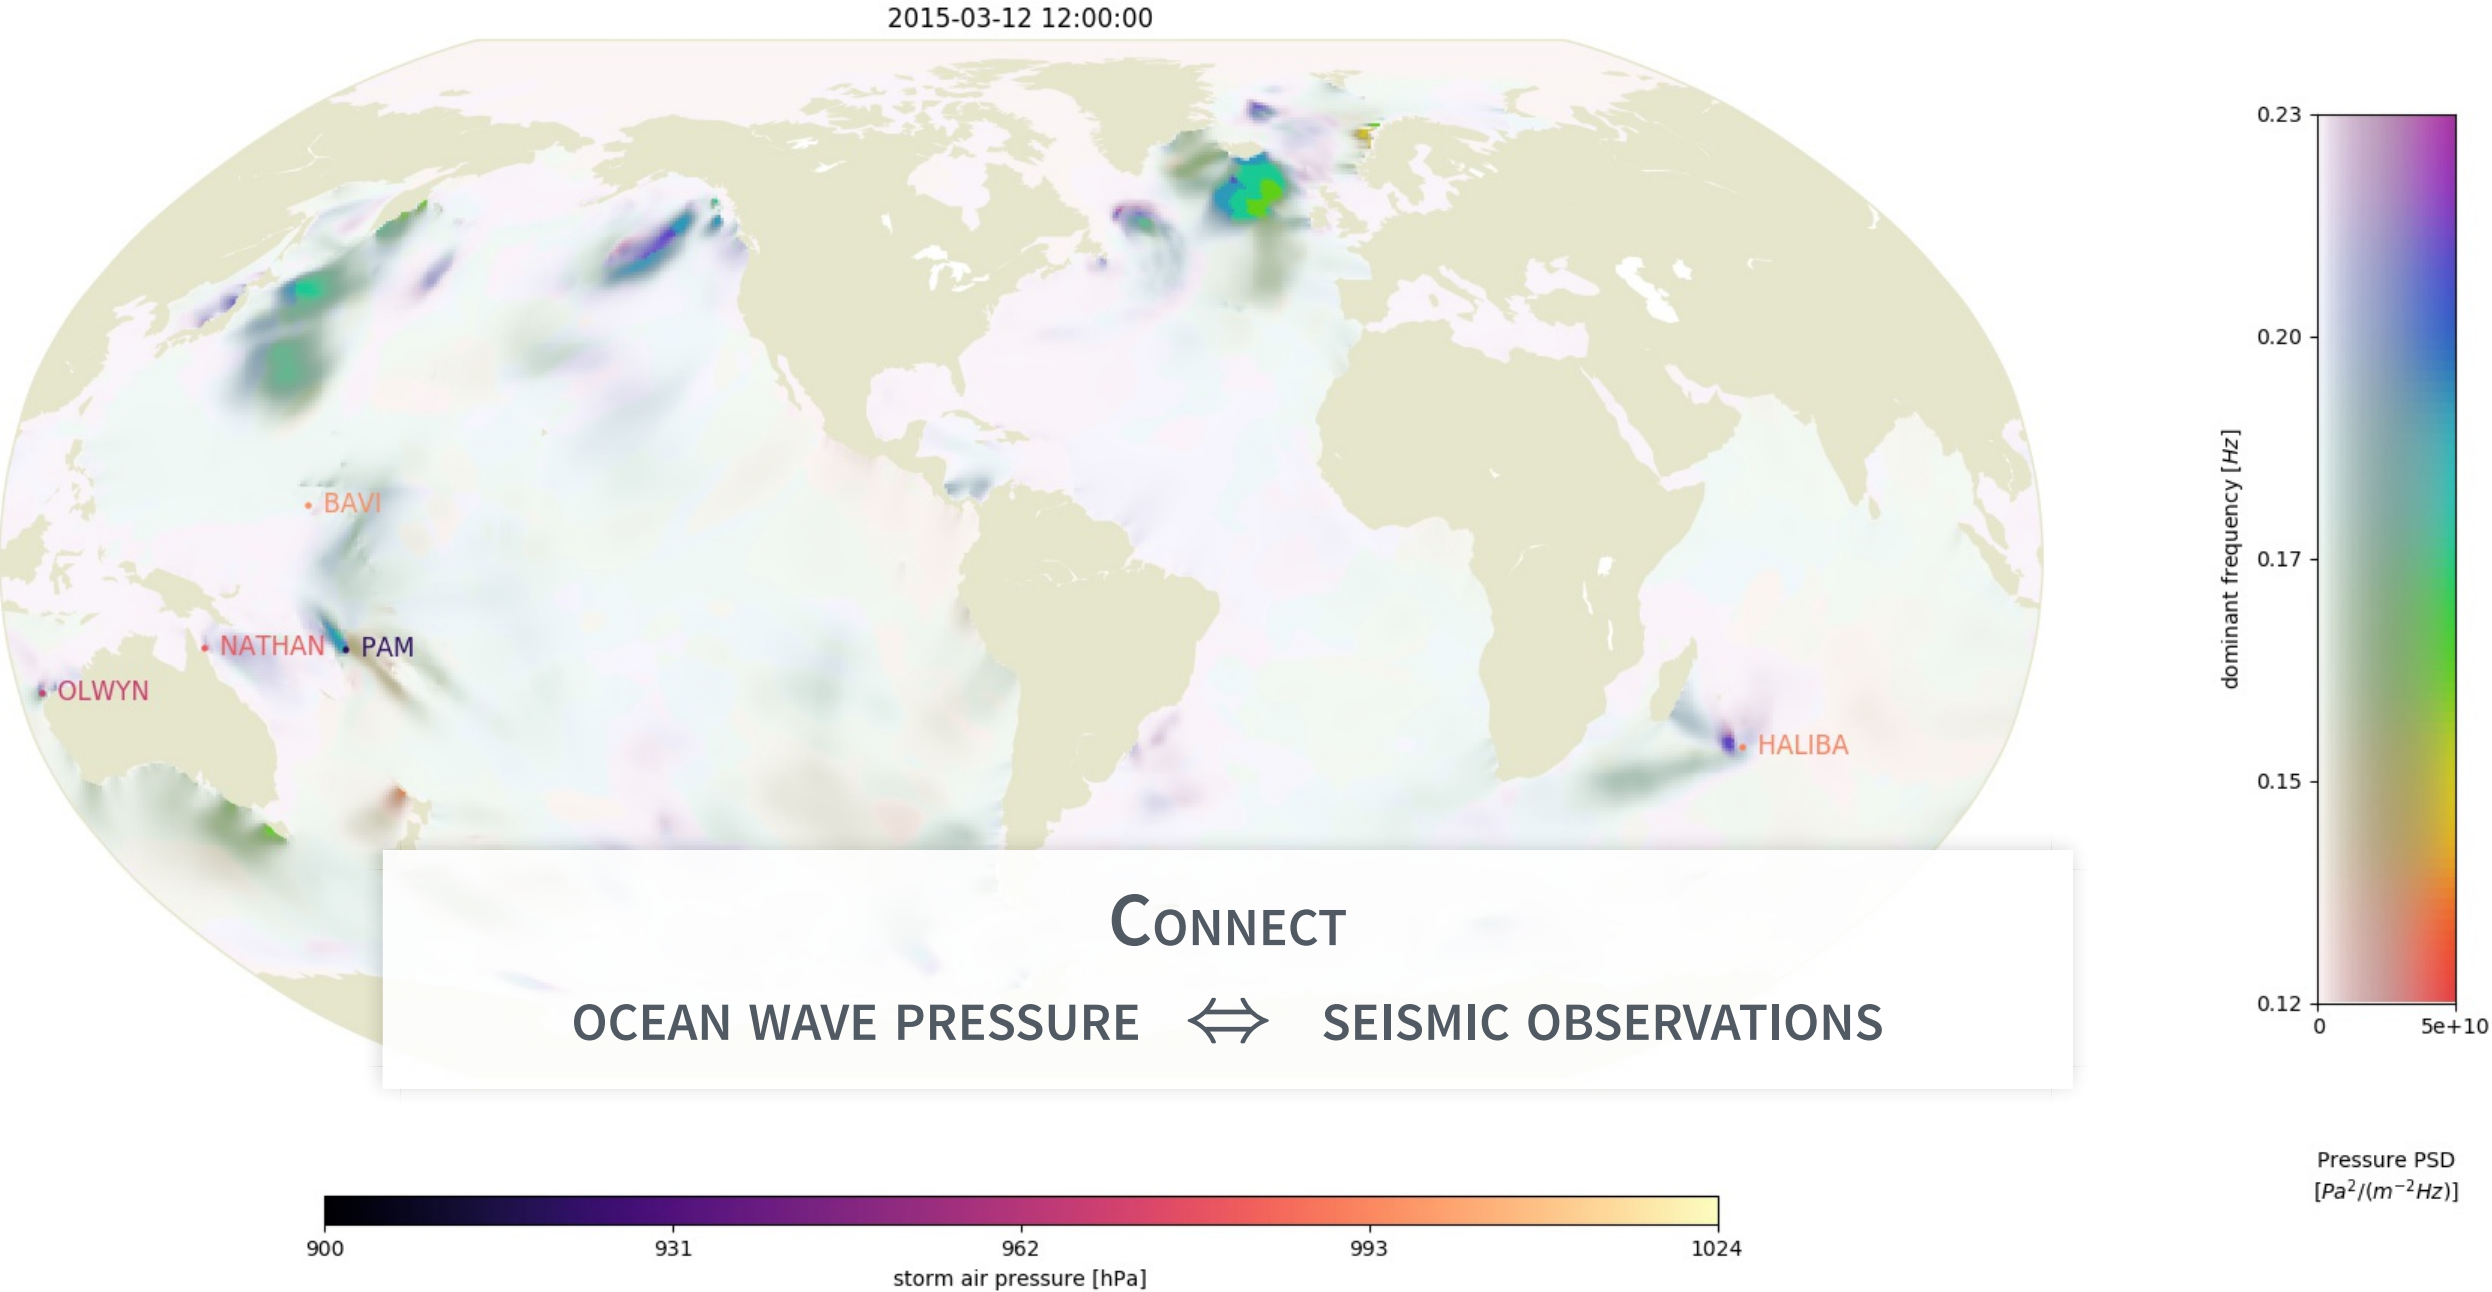 2015-03-12 12:00:00
BAVI
NATHAN
PAM
OLWYN
HALIBA
CONNECT
OCEAN WAVE PRESSURE ⇔ SEISMIC OBSERVATIONS
900 931 962 993 1024
storm air pressure [hPa]
0.23
0.20
0.17
0.15
0.12
dominant frequency [Hz]
0 5e+10
Pressure PSD
[Pa²/(m⁻²Hz)]